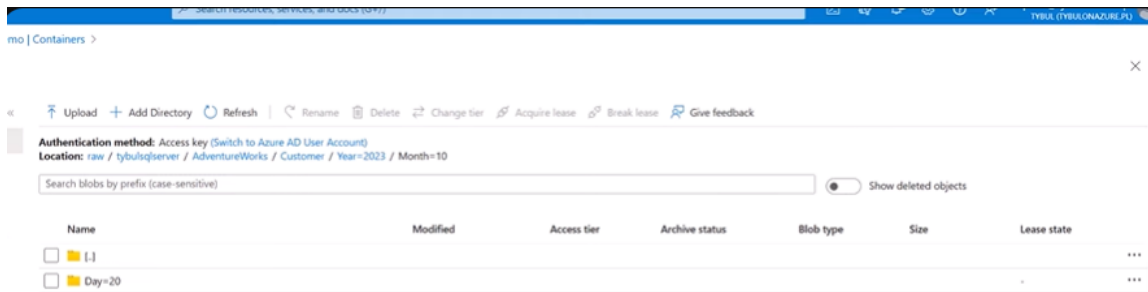 Search resources, services, and docs (G+/)
TYBUL (TYBULONAZURE.PL)
mo | Containers >
Upload Add Directory Refresh Rename Delete Change tier Acquire lease Break lease Give feedback
Authentication method: Access key (Switch to Azure AD User Account)
Location: raw / tybulsqlserver / AdventureWorks / Customer / Year=2023 / Month=10
Search blobs by prefix (case-sensitive)
Show deleted objects
Name Modified Access tier Archive status Blob type Size Lease state
[..]
Day=20 -